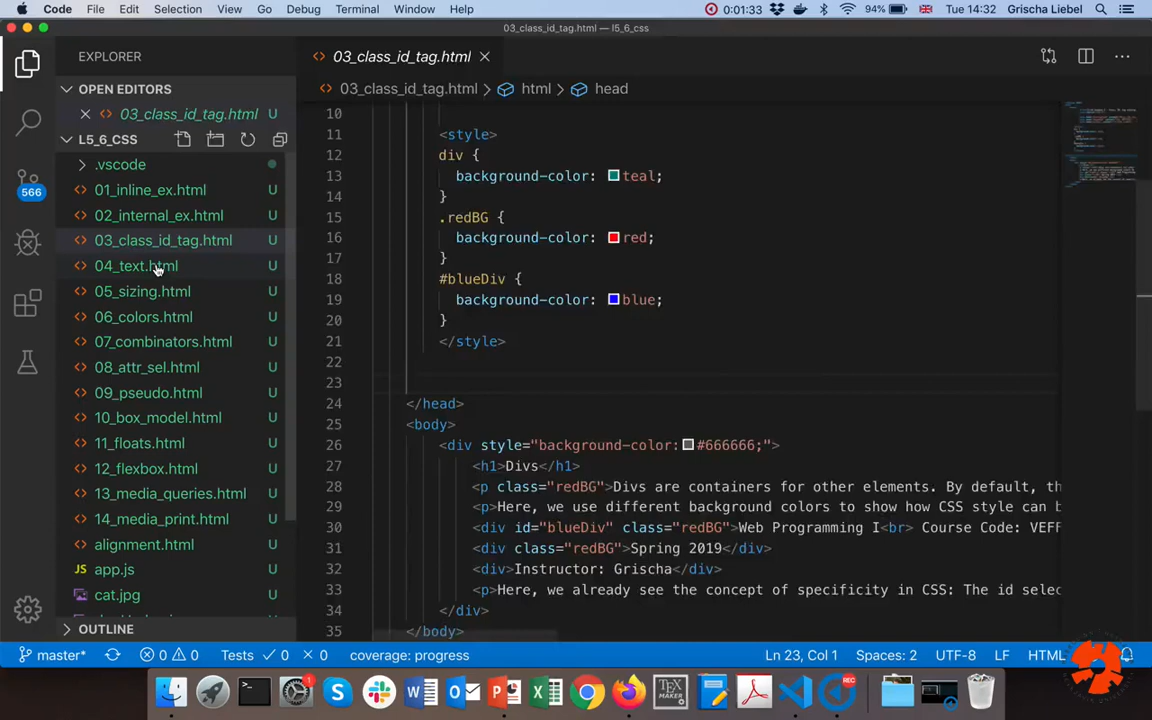 Code File Edit Selection View Go Debug Terminal Window Help 0:01:33 94% Tue 14:32 Grischa Liebel
03_class_id_tag.html — l5_6_css
EXPLORER
03_class_id_tag.html
OPEN EDITORS
03_class_id_tag.html U
03_class_id_tag.html > html > head
L5_6_CSS
.vscode
01_inline_ex.html U
02_internal_ex.html U
03_class_id_tag.html U
04_text.html U
05_sizing.html U
06_colors.html U
07_combinators.html U
08_attr_sel.html U
09_pseudo.html U
10_box_model.html U
11_floats.html U
12_flexbox.html U
13_media_queries.html U
14_media_print.html U
alignment.html U
JS app.js U
cat.jpg U
OUTLINE
566
10
11 <style>
12 div {
13 background-color: teal;
14 }
15 .redBG {
16 background-color: red;
17 }
18 #blueDiv {
19 background-color: blue;
20 }
21 </style>
22
23
24 </head>
25 <body>
26 <div style="background-color: #666666;">
27 <h1>Divs</h1>
28 <p class="redBG">Divs are containers for other elements. By default, th
29 <p>Here, we use different background colors to show how CSS style can b
30 <div id="blueDiv" class="redBG">Web Programming I<br> Course Code: VEFF
31 <div class="redBG">Spring 2019</div>
32 <div>Instructor: Grischa</div>
33 <p>Here, we already see the concept of specificity in CSS: The id selec
34 </div>
35 </body>
master* 0 0 Tests 0 0 coverage: progress Ln 23, Col 1 Spaces: 2 UTF-8 LF HTML